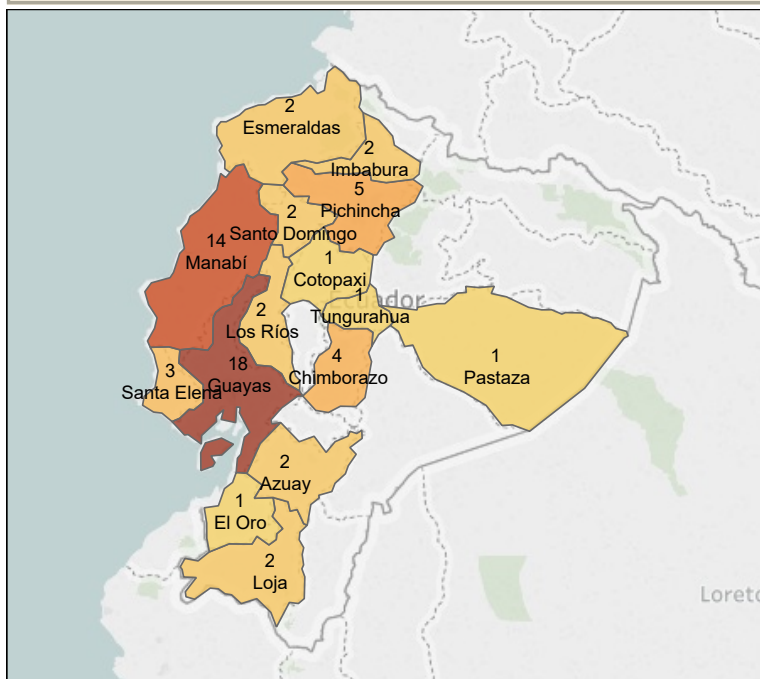 2
Esmeraldas
2
Imbabura
5
Pichincha
2
Santo Domingo
14
Manabí
1
Cotopaxi
Ecuador
1
Tungurahua
2
Los Ríos
1
Pastaza
4
Chimborazo
3
Santa Elena
18
Guayas
2
Azuay
1
El Oro
2
Loja
Loreto